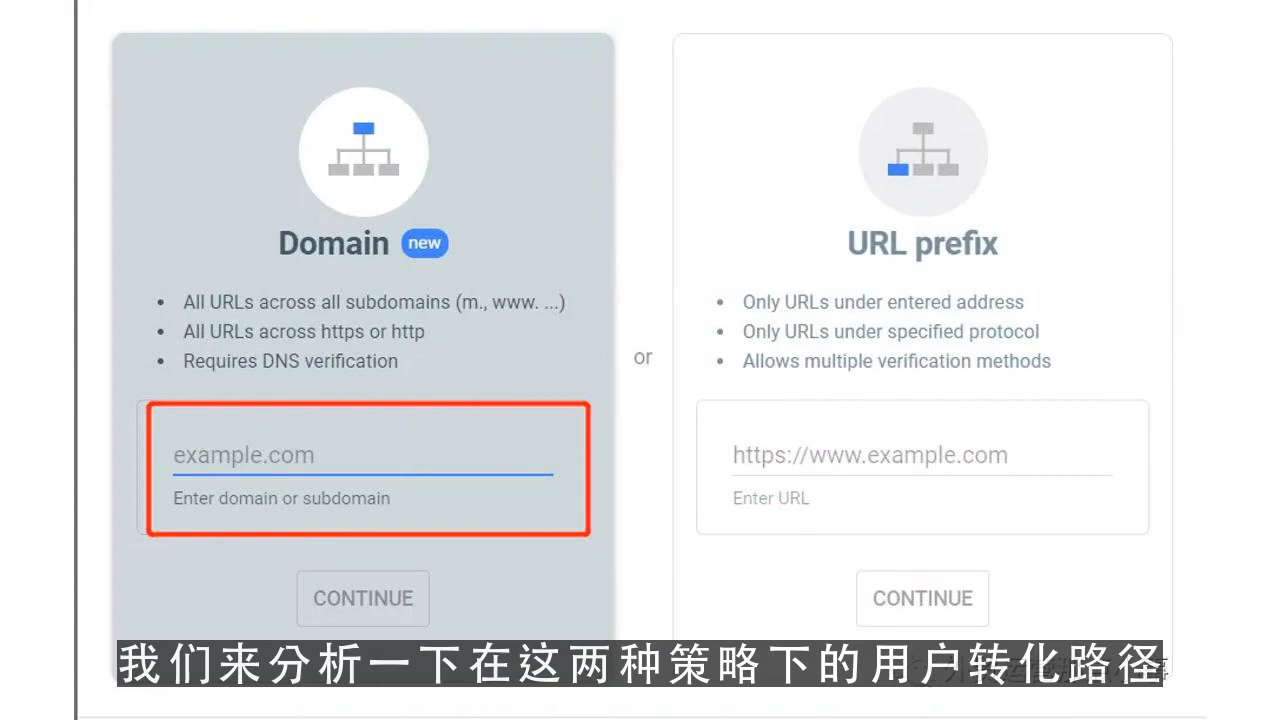 Domain new
All URLs across all subdomains (m., www. ...)
All URLs across https or http
Requires DNS verification
example.com
Enter domain or subdomain
CONTINUE
or
URL prefix
Only URLs under entered address
Only URLs under specified protocol
Allows multiple verification methods
https://www.example.com
Enter URL
CONTINUE
我们来分析一下在这两种策略下的用户转化路径